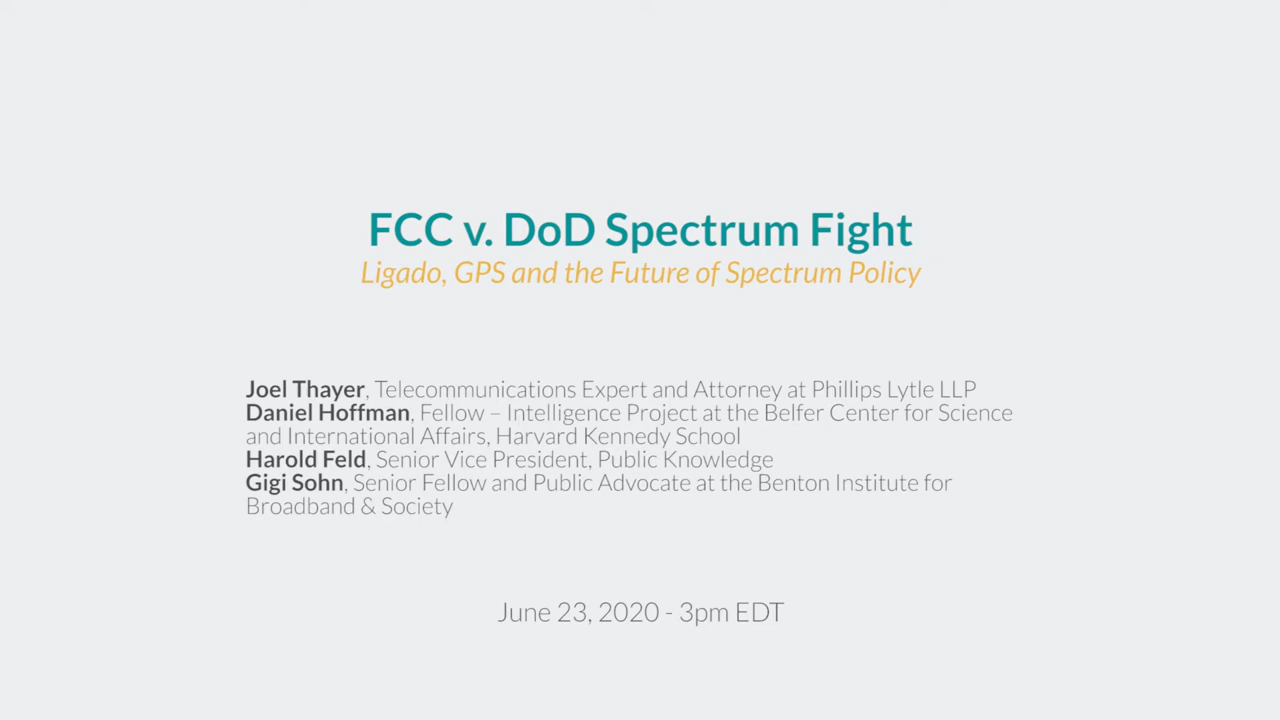 FCC v. DoD Spectrum Fight
Ligado, GPS and the Future of Spectrum Policy
Joel Thayer, Telecommunications Expert and Attorney at Phillips Lytle LLP
Daniel Hoffman, Fellow – Intelligence Project at the Belfer Center for Science
and International Affairs, Harvard Kennedy School
Harold Feld, Senior Vice President, Public Knowledge
Gigi Sohn, Senior Fellow and Public Advocate at the Benton Institute for
Broadband & Society
June 23, 2020 - 3pm EDT